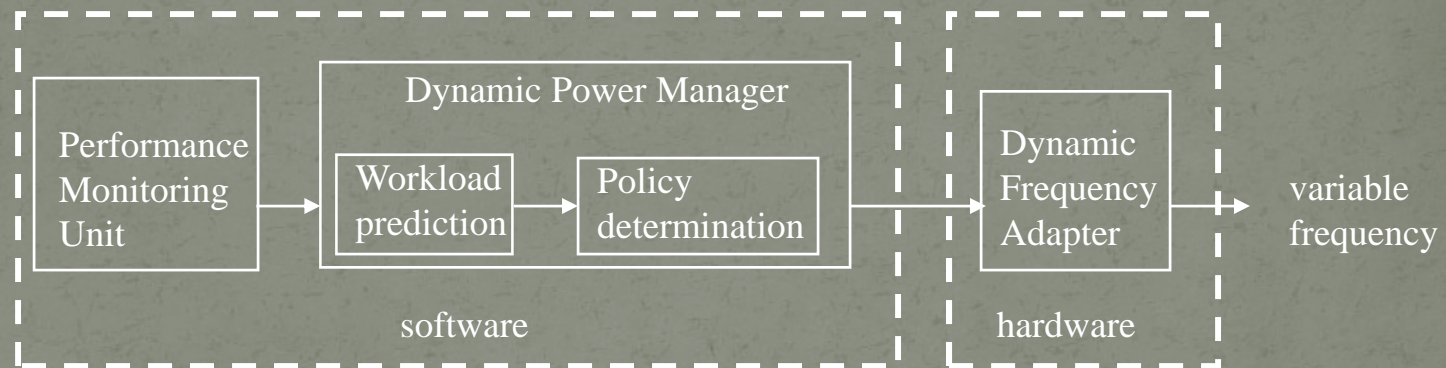 Dynamic Power Manager
Performance
Monitoring
Unit
Workload
prediction
Policy
determination
Dynamic
Frequency
Adapter
variable
frequency
software
hardware